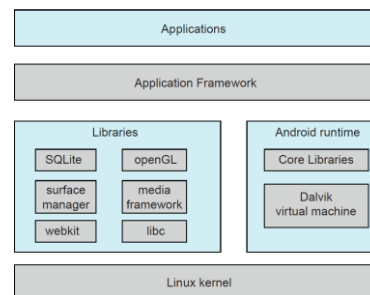 Applications
Application Framework
Libraries
SQLite
openGL
surface
manager
media
framework
webkit
libc
Android runtime
Core Libraries
Dalvik
virtual machine
Linux kernel